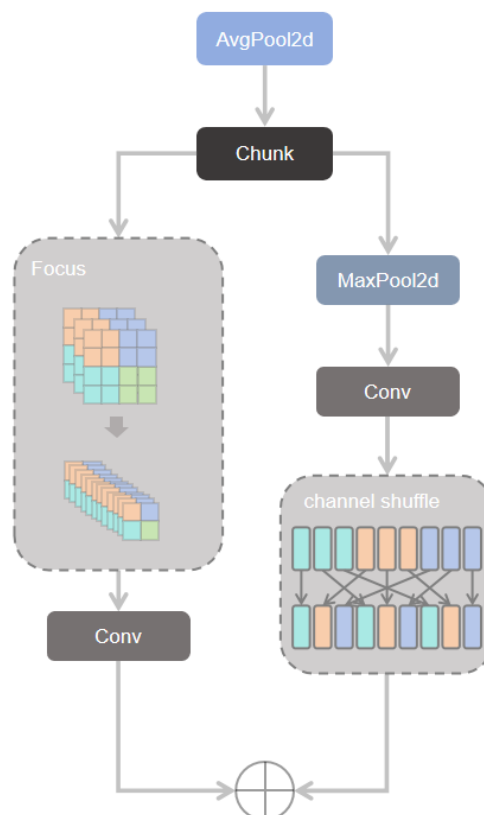 AvgPool2d
Chunk
Focus
MaxPool2d
Conv
channel shuffle
Conv